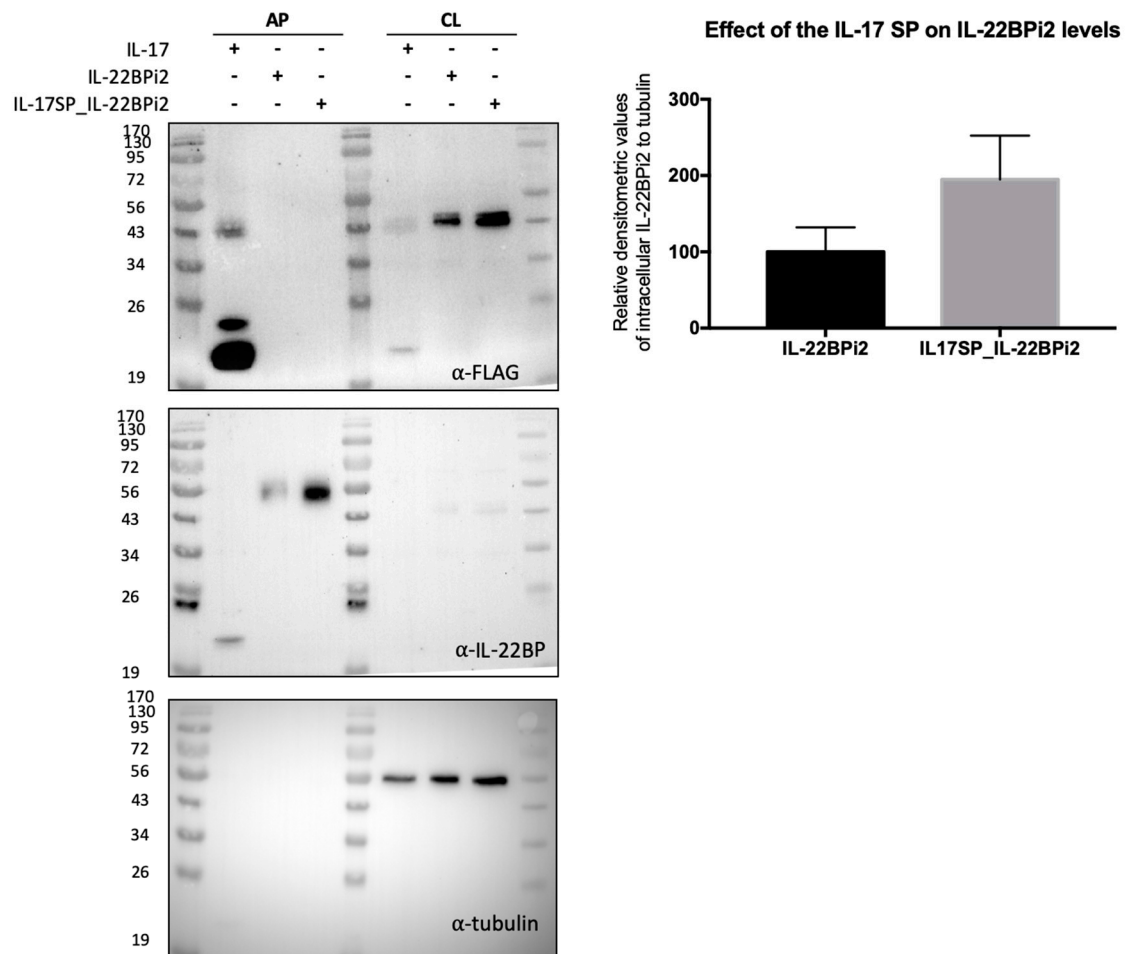 AP CL
IL-17 + - - + - -
IL-22BPi2 - + - - + -
IL-17SP_IL-22BPi2 - - + - - +
170
130
95
72
56
43
34
26
19
α-FLAG
170
130
95
72
56
43
34
26
19
α-IL-22BP
170
130
95
72
56
43
34
26
19
α-tubulin
Effect of the IL-17 SP on IL-22BPi2 levels
Relative densitometric values
of intracellular IL-22BPi2 to tubulin
300
200
100
0
IL-22BPi2 IL17SP_IL-22BPi2